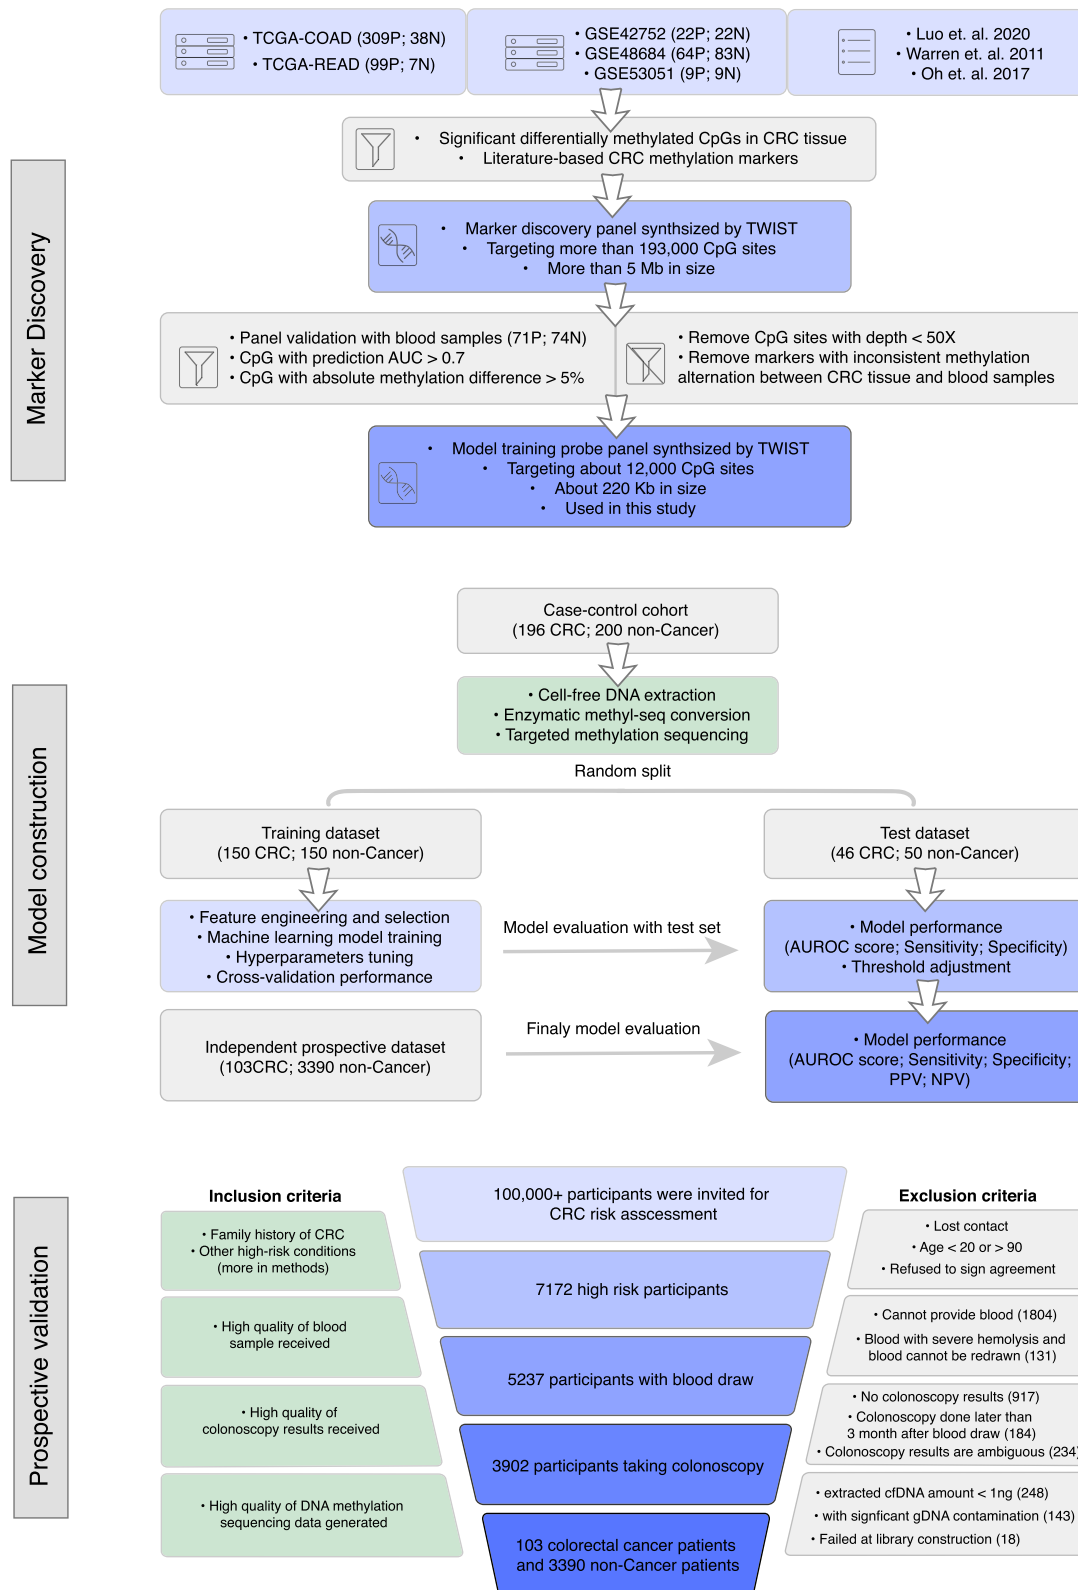 • TCGA-COAD (309P; 38N)
• TCGA-READ (99P; 7N)
• GSE42752 (22P; 22N)
• GSE48684 (64P; 83N)
• GSE53051 (9P; 9N)
• Luo et. al. 2020
• Warren et. al. 2011
• Oh et. al. 2017
Marker Discovery
• Significant differentially methylated CpGs in CRC tissue
• Literature-based CRC methylation markers
• Marker discovery panel synthsized by TWIST
• Targeting more than 193,000 CpG sites
• More than 5 Mb in size
• Panel validation with blood samples (71P; 74N)
• CpG with prediction AUC > 0.7
• CpG with absolute methylation difference > 5%
• Remove CpG sites with depth < 50X
• Remove markers with inconsistent methylation
alternation between CRC tissue and blood samples
• Model training probe panel synthsized by TWIST
• Targeting about 12,000 CpG sites
• About 220 Kb in size
• Used in this study
Model construction
Case-control cohort
(196 CRC; 200 non-Cancer)
• Cell-free DNA extraction
• Enzymatic methyl-seq conversion
• Targeted methylation sequencing
Random split
Training dataset
(150 CRC; 150 non-Cancer)
Test dataset
(46 CRC; 50 non-Cancer)
• Feature engineering and selection
• Machine learning model training
• Hyperparameters tuning
• Cross-validation performance
Model evaluation with test set
• Model performance
(AUROC score; Sensitivity; Specificity)
• Threshold adjustment
Independent prospective dataset
(103CRC; 3390 non-Cancer)
Finaly model evaluation
• Model performance
(AUROC score; Sensitivity; Specificity;
PPV; NPV)
Prospective validation
Inclusion criteria
• Family history of CRC
• Other high-risk conditions
(more in methods)
• High quality of blood
sample received
• High quality of
colonoscopy results received
• High quality of DNA methylation
sequencing data generated
100,000+ participants were invited for
CRC risk asscessment
7172 high risk participants
5237 participants with blood draw
3902 participants taking colonoscopy
103 colorectal cancer patients
and 3390 non-Cancer patients
Exclusion criteria
• Lost contact
• Age < 20 or > 90
• Refused to sign agreement
• Cannot provide blood (1804)
• Blood with severe hemolysis and
blood cannot be redrawn (131)
• No colonoscopy results (917)
• Colonoscopy done later than
3 month after blood draw (184)
• Colonoscopy results are ambiguous (234)
• extracted cfDNA amount < 1ng (248)
• with signficant gDNA contamination (143)
• Failed at library construction (18)